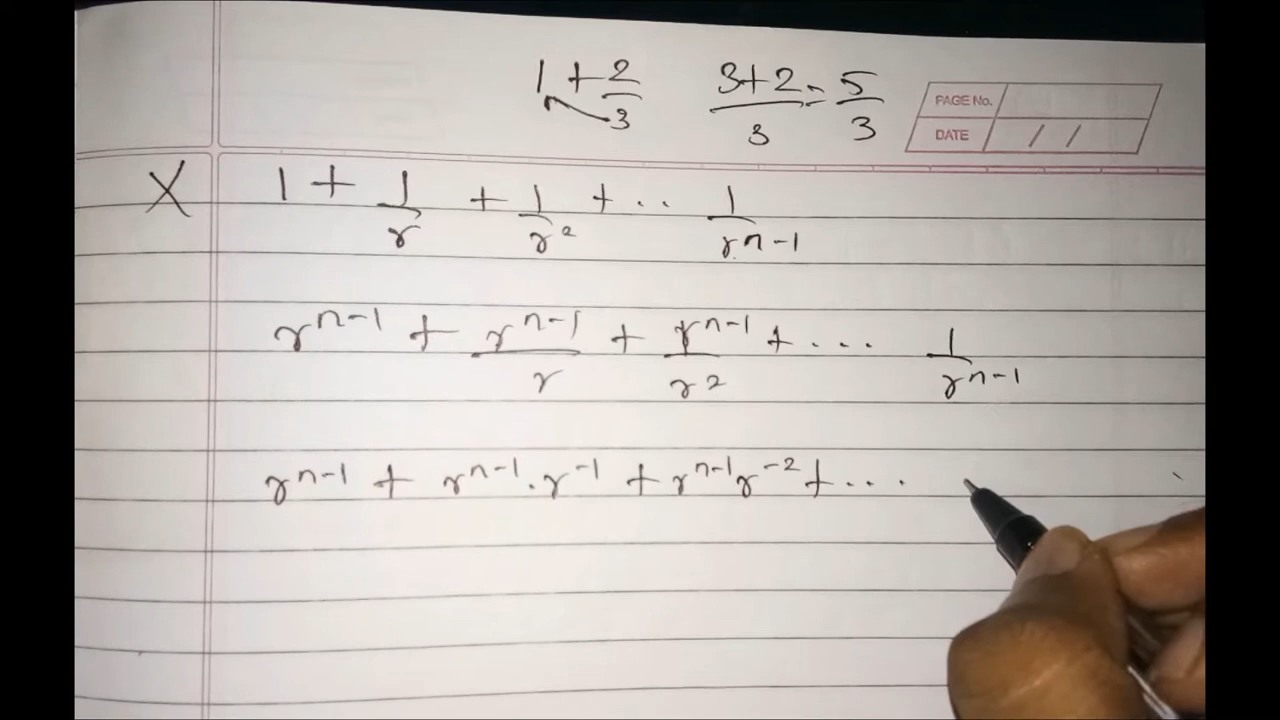 1 + 2/3   (3+2)/3 = 5/3
PAGE No.
DATE / /
X   1 + 1/r + 1/r² + .. 1/r^(n-1)
r^(n-1) + r^(n-1)/r + r^(n-1)/r² + ... 1/r^(n-1)
r^(n-1) + r^(n-1) . r^(-1) + r^(n-1) r^(-2) + ...